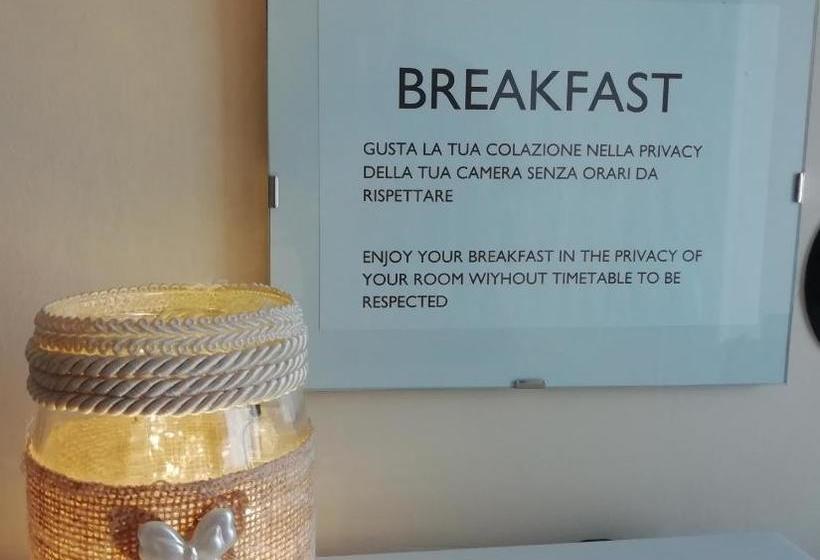 BREAKFAST
GUSTA LA TUA COLAZIONE NELLA PRIVACY
DELLA TUA CAMERA SENZA ORARI DA
RISPETTARE
ENJOY YOUR BREAKFAST IN THE PRIVACY OF
YOUR ROOM WIYHOUT TIMETABLE TO BE
RESPECTED